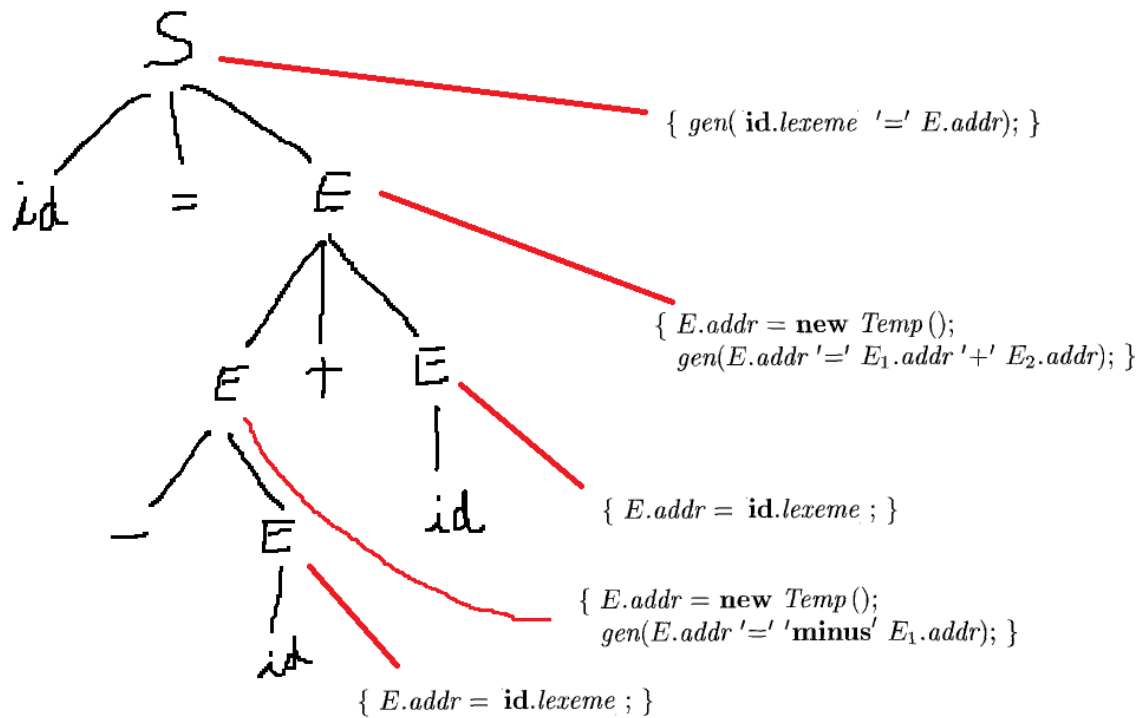 S
{ gen( id.lexeme '=' E.addr); }
id = E
{ E.addr = new Temp();
gen(E.addr '=' E₁.addr '+' E₂.addr); }
E + E
id
{ E.addr = id.lexeme ; }
- E
{ E.addr = new Temp();
gen(E.addr '=' 'minus' E₁.addr); }
id
{ E.addr = id.lexeme ; }